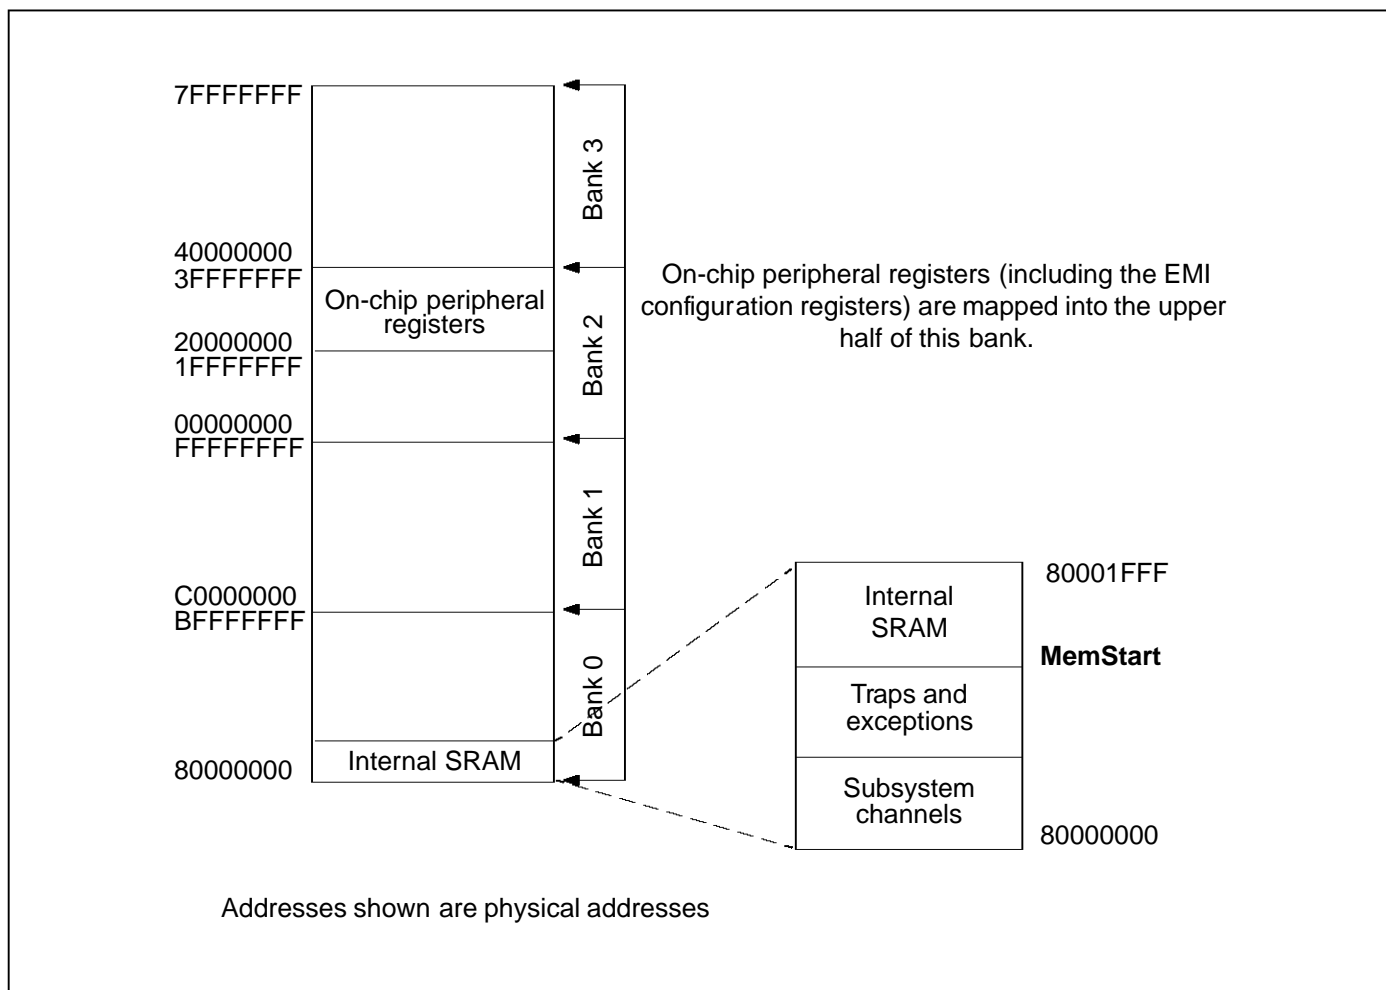 7FFFFFFF
Bank 3
40000000
3FFFFFFF
On-chip peripheral
registers
20000000
1FFFFFFF
Bank 2
On-chip peripheral registers (including the EMI
configuration registers) are mapped into the upper
half of this bank.
00000000
FFFFFFFF
Bank 1
C0000000
BFFFFFFF
Bank 0
Internal SRAM
80000000
80001FFF
Internal
SRAM
MemStart
Traps and
exceptions
Subsystem
channels
80000000
Addresses shown are physical addresses